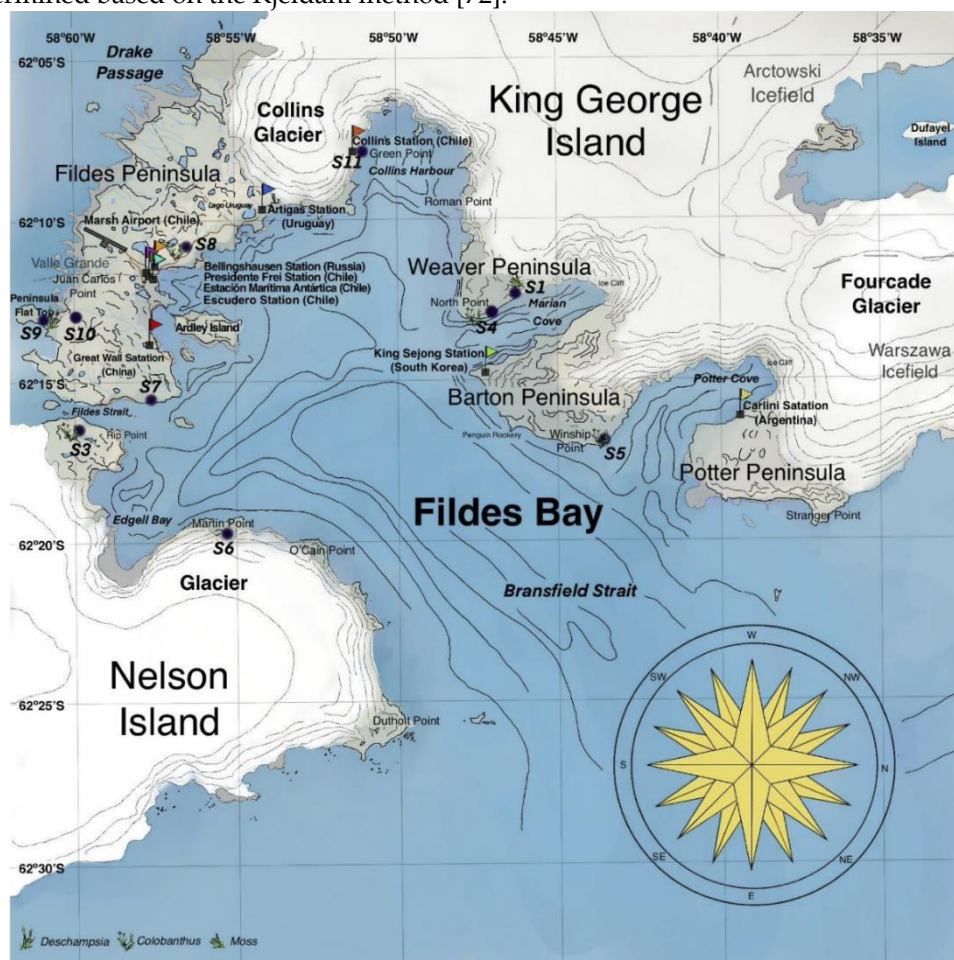 termined based on the Kjeldahl method [72].
58°60'W
58°55'W
58°50'W
58°45'W
58°40'W
58°35'W
Drake
Passage
62°05'S
Arctowski
Icefield
King George
Island
Collins
Glacier
Dufayel
Island
Collins Station (Chile)
S11
Green Point
Collins Harbour
Fildes Peninsula
Lago Uruguay
Roman Point
Artigas Station
(Uruguay)
62°10'S
Marsh Airport (Chile)
S8
Valle Grande
Juan Carlos
Point
Bellingshausen Station (Russia)
Presidente Frei Station (Chile)
Estación Marítima Antártica (Chile)
Escudero Station (Chile)
Weaver Peninsula
S1
Ice Cliff
North Point
Marian
Cove
S4
Fourcade
Glacier
Peninsula
Flat Top
S9
S10
Ardley Island
Great Wall Satation
(China)
King Sejong Station
(South Korea)
Warszawa
Icefield
Ice Cliff
Potter Cove
62°15'S
S7
Barton Peninsula
Carlini Satation
(Argentina)
Fildes Strait
Rip Point
S3
Penguin Rookery
Winship
Point
S5
Potter Peninsula
Stranger Point
Fildes Bay
Edgell Bay
Martin Point
S6
O'Cain Point
62°20'S
Glacier
Bransfield Strait
Nelson
Island
62°25'S
Dutholt Point
W
SW
NW
S
N
SE
NE
E
62°30'S
Deschampsia
Colobanthus
Moss